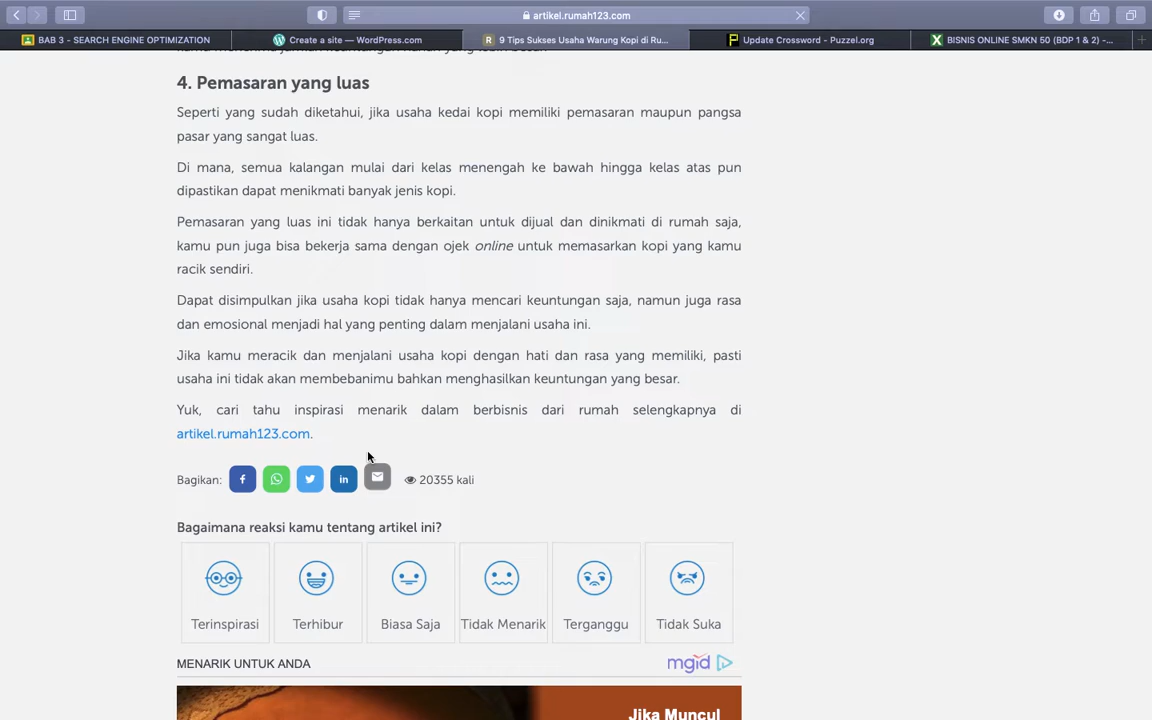 artikel.rumah123.com
BAB 3 - SEARCH ENGINE OPTIMIZATION
Create a site — WordPress.com
9 Tips Sukses Usaha Warung Kopi di Ru...
Update Crossword - Puzzel.org
BISNIS ONLINE SMKN 50 (BDP 1 & 2) -...
4. Pemasaran yang luas
Seperti yang sudah diketahui, jika usaha kedai kopi memiliki pemasaran maupun pangsa
pasar yang sangat luas.
Di mana, semua kalangan mulai dari kelas menengah ke bawah hingga kelas atas pun
dipastikan dapat menikmati banyak jenis kopi.
Pemasaran yang luas ini tidak hanya berkaitan untuk dijual dan dinikmati di rumah saja,
kamu pun juga bisa bekerja sama dengan ojek online untuk memasarkan kopi yang kamu
racik sendiri.
Dapat disimpulkan jika usaha kopi tidak hanya mencari keuntungan saja, namun juga rasa
dan emosional menjadi hal yang penting dalam menjalani usaha ini.
Jika kamu meracik dan menjalani usaha kopi dengan hati dan rasa yang memiliki, pasti
usaha ini tidak akan membebanimu bahkan menghasilkan keuntungan yang besar.
Yuk, cari tahu inspirasi menarik dalam berbisnis dari rumah selengkapnya di
artikel.rumah123.com.
Bagikan: 20355 kali
Bagaimana reaksi kamu tentang artikel ini?
Terinspirasi Terhibur Biasa Saja Tidak Menarik Terganggu Tidak Suka
MENARIK UNTUK ANDA mgid
Jika Muncul